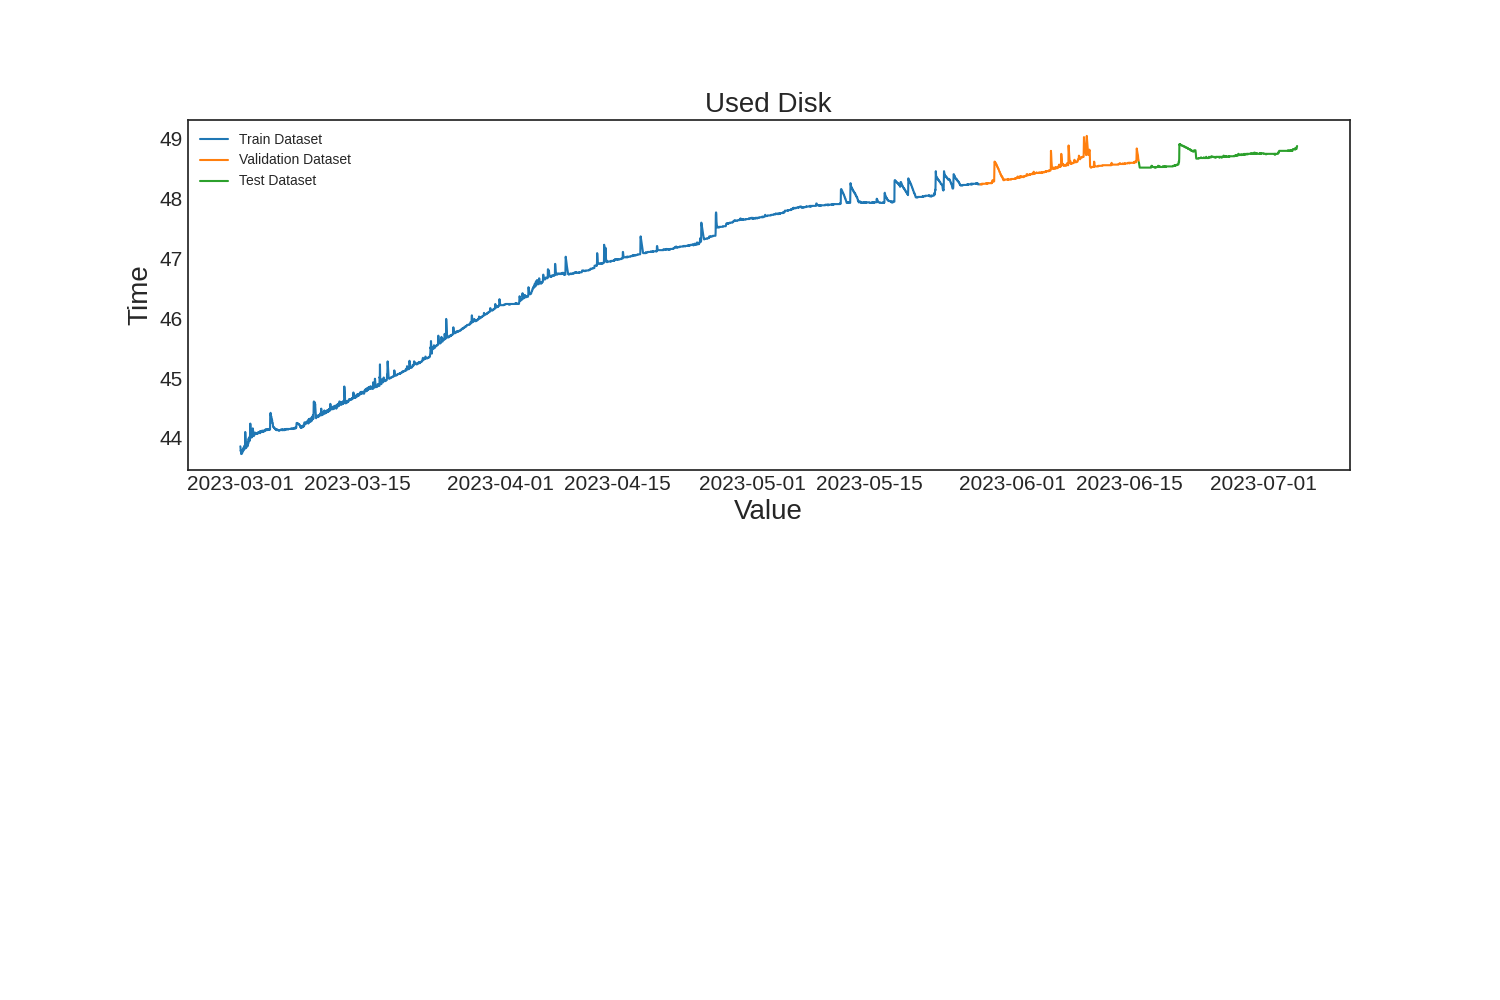 Used Disk
Train Dataset
Validation Dataset
Test Dataset
49
48
47
46
45
44
Time
2023-03-01 2023-03-15 2023-04-01 2023-04-15 2023-05-01 2023-05-15 2023-06-01 2023-06-15 2023-07-01
Value